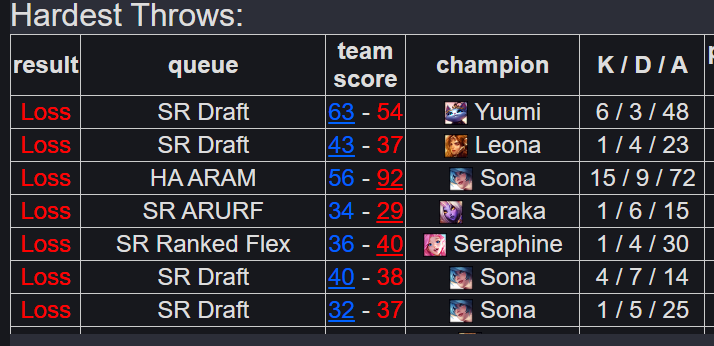 Hardest Throws:
result queue team score champion K / D / A
Loss SR Draft 63 - 54 Yuumi 6 / 3 / 48
Loss SR Draft 43 - 37 Leona 1 / 4 / 23
Loss HA ARAM 56 - 92 Sona 15 / 9 / 72
Loss SR ARURF 34 - 29 Soraka 1 / 6 / 15
Loss SR Ranked Flex 36 - 40 Seraphine 1 / 4 / 30
Loss SR Draft 40 - 38 Sona 4 / 7 / 14
Loss SR Draft 32 - 37 Sona 1 / 5 / 25